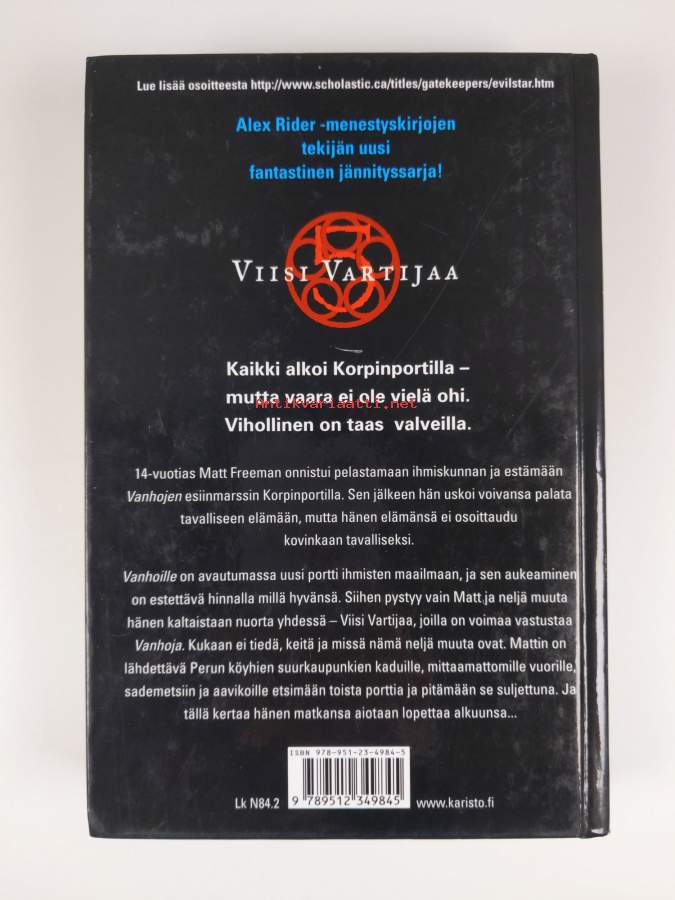 Lue lisää osoitteesta http://www.scholastic.ca/titles/gatekeepers/evilstar.htm
Alex Rider -menestyskirjojen
tekijän uusi
fantastinen jännityssarja!
5
VIISI VARTIJAA
Kaikki alkoi Korpinportilla –
mutta vaara ei ole vielä ohi.
Antikvariaatti.net
Vihollinen on taas valveilla.
14-vuotias Matt Freeman onnistui pelastamaan ihmiskunnan ja estämään
Vanhojen esiinmarssin Korpinportilla. Sen jälkeen hän uskoi voivansa palata
tavalliseen elämään, mutta hänen elämänsä ei osoittaudu
kovinkaan tavalliseksi.
Vanhoille on avautumassa uusi portti ihmisten maailmaan, ja sen aukeaminen
on estettävä hinnalla millä hyvänsä. Siihen pystyy vain Matt ja neljä muuta
hänen kaltaistaan nuorta yhdessä – Viisi Vartijaa, joilla on voimaa vastustaa
Vanhoja. Kukaan ei tiedä, keitä ja missä nämä neljä muuta ovat. Mattin on
lähdettävä Perun köyhien suurkaupunkien kaduille, mittaamattomille vuorille,
sademetsiin ja aavikoille etsimään toista porttia ja pitämään se suljettuna. Ja
tällä kertaa hänen matkansa aiotaan lopettaa alkuunsa...
ISBN 978-951-23-4984-5
Lk N84.2
9 789512 349845
www.karisto.fi